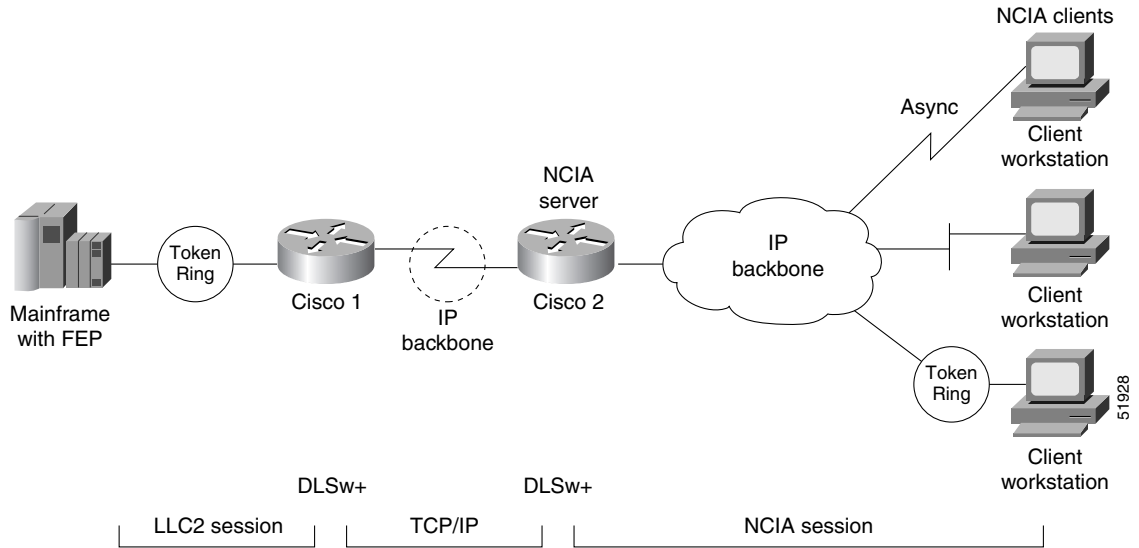 NCIA clients
Async
Client
workstation
NCIA
server
Token
Ring
IP
backbone
Mainframe
with FEP
Cisco 1
IP
backbone
Cisco 2
Client
workstation
Token
Ring
51928
Client
workstation
DLSw+
DLSw+
LLC2 session
TCP/IP
NCIA session